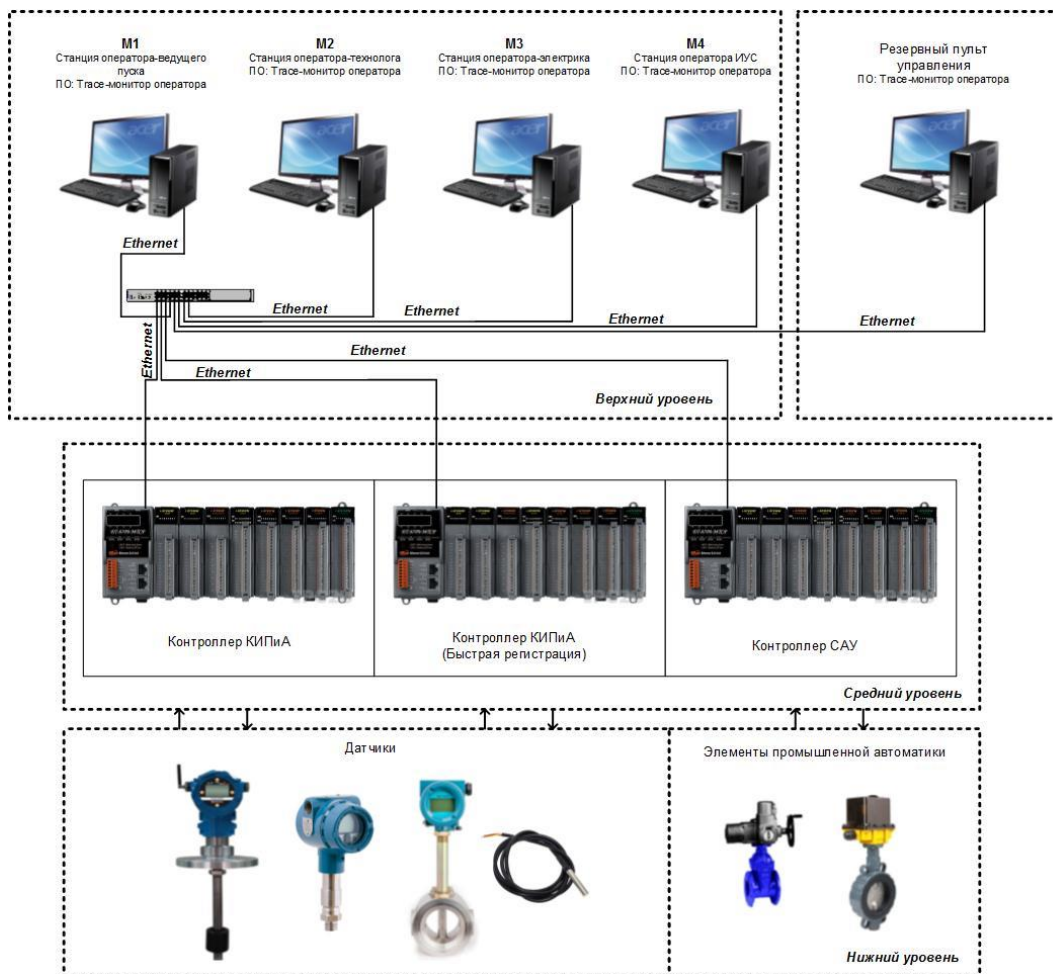 M1
Станция оператора-ведущего
пуска
ПО: Trace-монитор оператора
M2
Станция оператора-технолога
ПО: Trace-монитор оператора
M3
Станция оператора-электрика
ПО: Trace-монитор оператора
M4
Станция оператора ИУС
ПО: Trace-монитор оператора
Резервный пульт
управления
ПО: Trace-монитор оператора
Ethernet
Ethernet
Ethernet
Ethernet
Ethernet
Ethernet
Ethernet
Ethernet
Верхний уровень
Контроллер КИПиА
Контроллер КИПиА
(Быстрая регистрация)
Контроллер САУ
Средний уровень
Датчики
Элементы промышленной автоматики
Нижний уровень